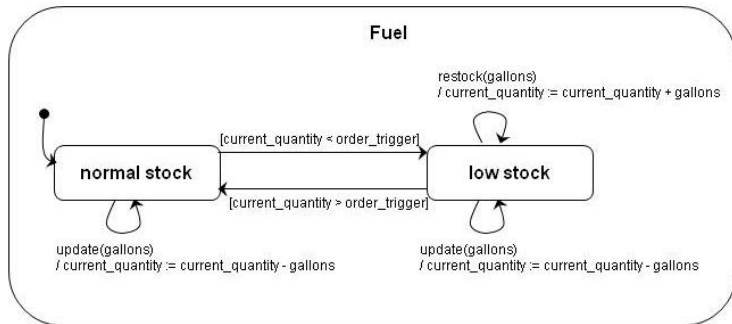 Fuel
restock(gallons)
/ current_quantity := current_quantity + gallons
[current_quantity < order_trigger]
normal stock
low stock
[current_quantity > order_trigger]
update(gallons)
/ current_quantity := current_quantity - gallons
update(gallons)
/ current_quantity := current_quantity - gallons